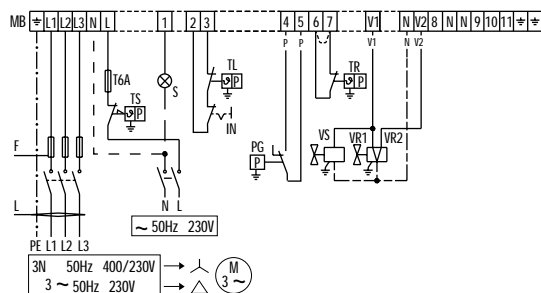 MB L1 L2 L3 N L 1 2 3 4 5 6 7 V1 N V2 8 N N 9 10 11
P P V1 N V2
T6A
TS
P
S
TL
P
IN
TR
P
PG
P
VS
VR1
VR2
F
L
N L
~ 50Hz 230V
PE L1 L2 L3
3N 50Hz 400/230V
3 ~ 50Hz 230V
M
3 ~